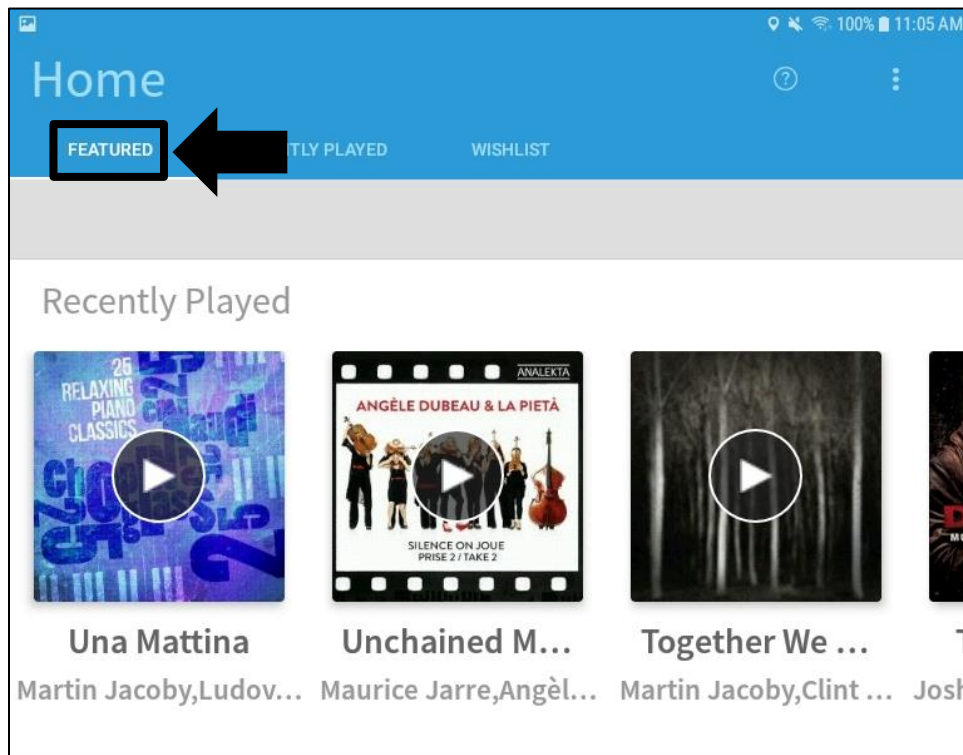 100% 11:05 AM
Home
FEATURED TLY PLAYED WISHLIST
Recently Played
25
RELAXING
PIANO
CLASSICS
25
ANALEKTA
ANGÈLE DUBEAU & LA PIETÀ
SILENCE ON JOUE
PRISE 2 / TAKE 2
Una Mattina Unchained M... Together We ...
Martin Jacoby,Ludov... Maurice Jarre,Angèl... Martin Jacoby,Clint ... Josh